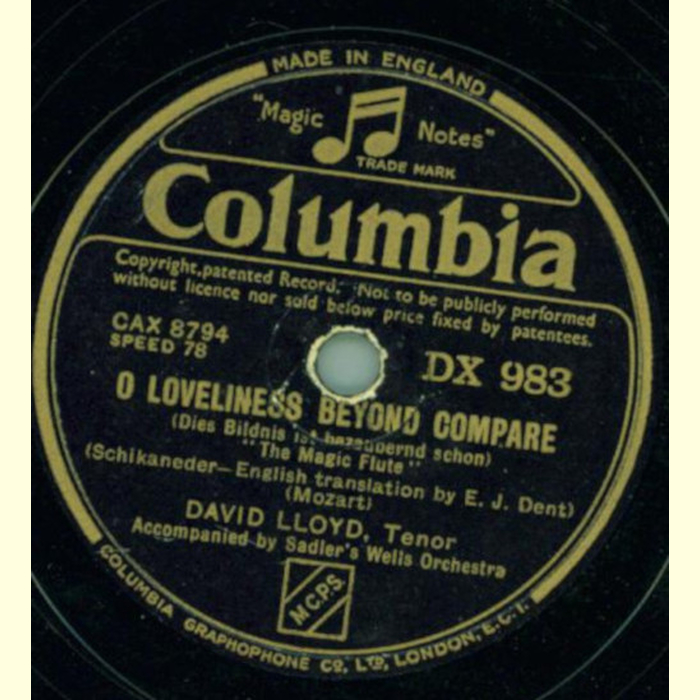 MADE IN ENGLAND
"Magic Notes"
TRADE MARK
Columbia
Copyright, patented Record. Not to be publicly performed
without licence nor sold below price fixed by patentees.
CAX 8794
SPEED 78
DX 983
O LOVELINESS BEYOND COMPARE
(Dies Bildnis ist bezaubernd schon)
"The Magic Flute"
(Schikaneder—English translation by E. J. Dent)
(Mozart)
DAVID LLOYD, Tenor
Accompanied by Sadler's Wells Orchestra
M.C.P.S.
COLUMBIA GRAPHOPHONE CO, LTD, LONDON, E.C.1.